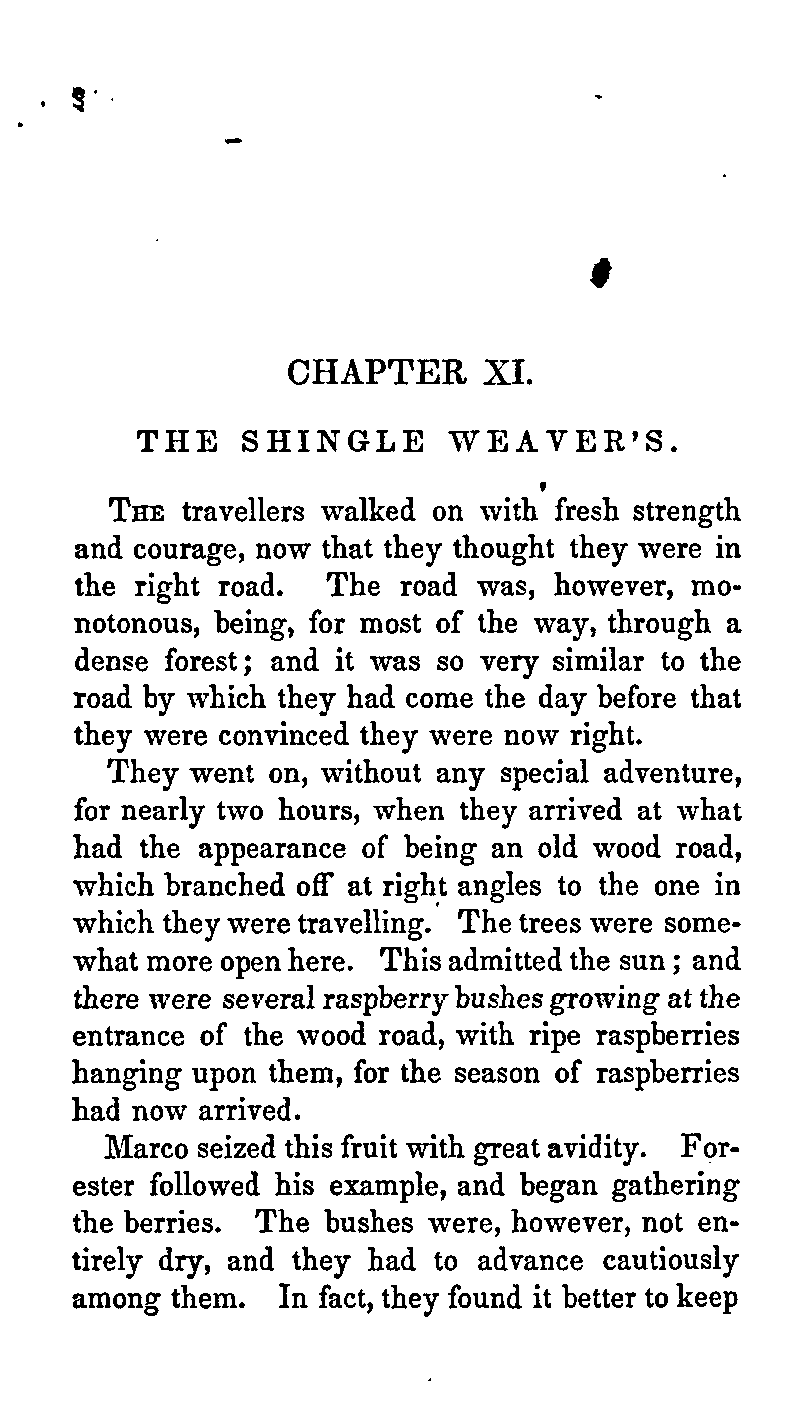 CHAPTER XI.
THE SHINGLE WEAVER'S.
THE travellers walked on with fresh strength
and courage, now that they thought they were in
the right road. The road was, however, mo-
notonous, being, for most of the way, through a
dense forest; and it was so very similar to the
road by which they had come the day before that
they were convinced they were now right.
They went on, without any special adventure,
for nearly two hours, when they arrived at what
had the appearance of being an old wood road,
which branched off at right angles to the one in
which they were travelling. The trees were some-
what more open here. This admitted the sun; and
there were several raspberry bushes growing at the
entrance of the wood road, with ripe raspberries
hanging upon them, for the season of raspberries
had now arrived.
Marco seized this fruit with great avidity. For-
ester followed his example, and began gathering
the berries. The bushes were, however, not en-
tirely dry, and they had to advance cautiously
among them. In fact, they found it better to keep